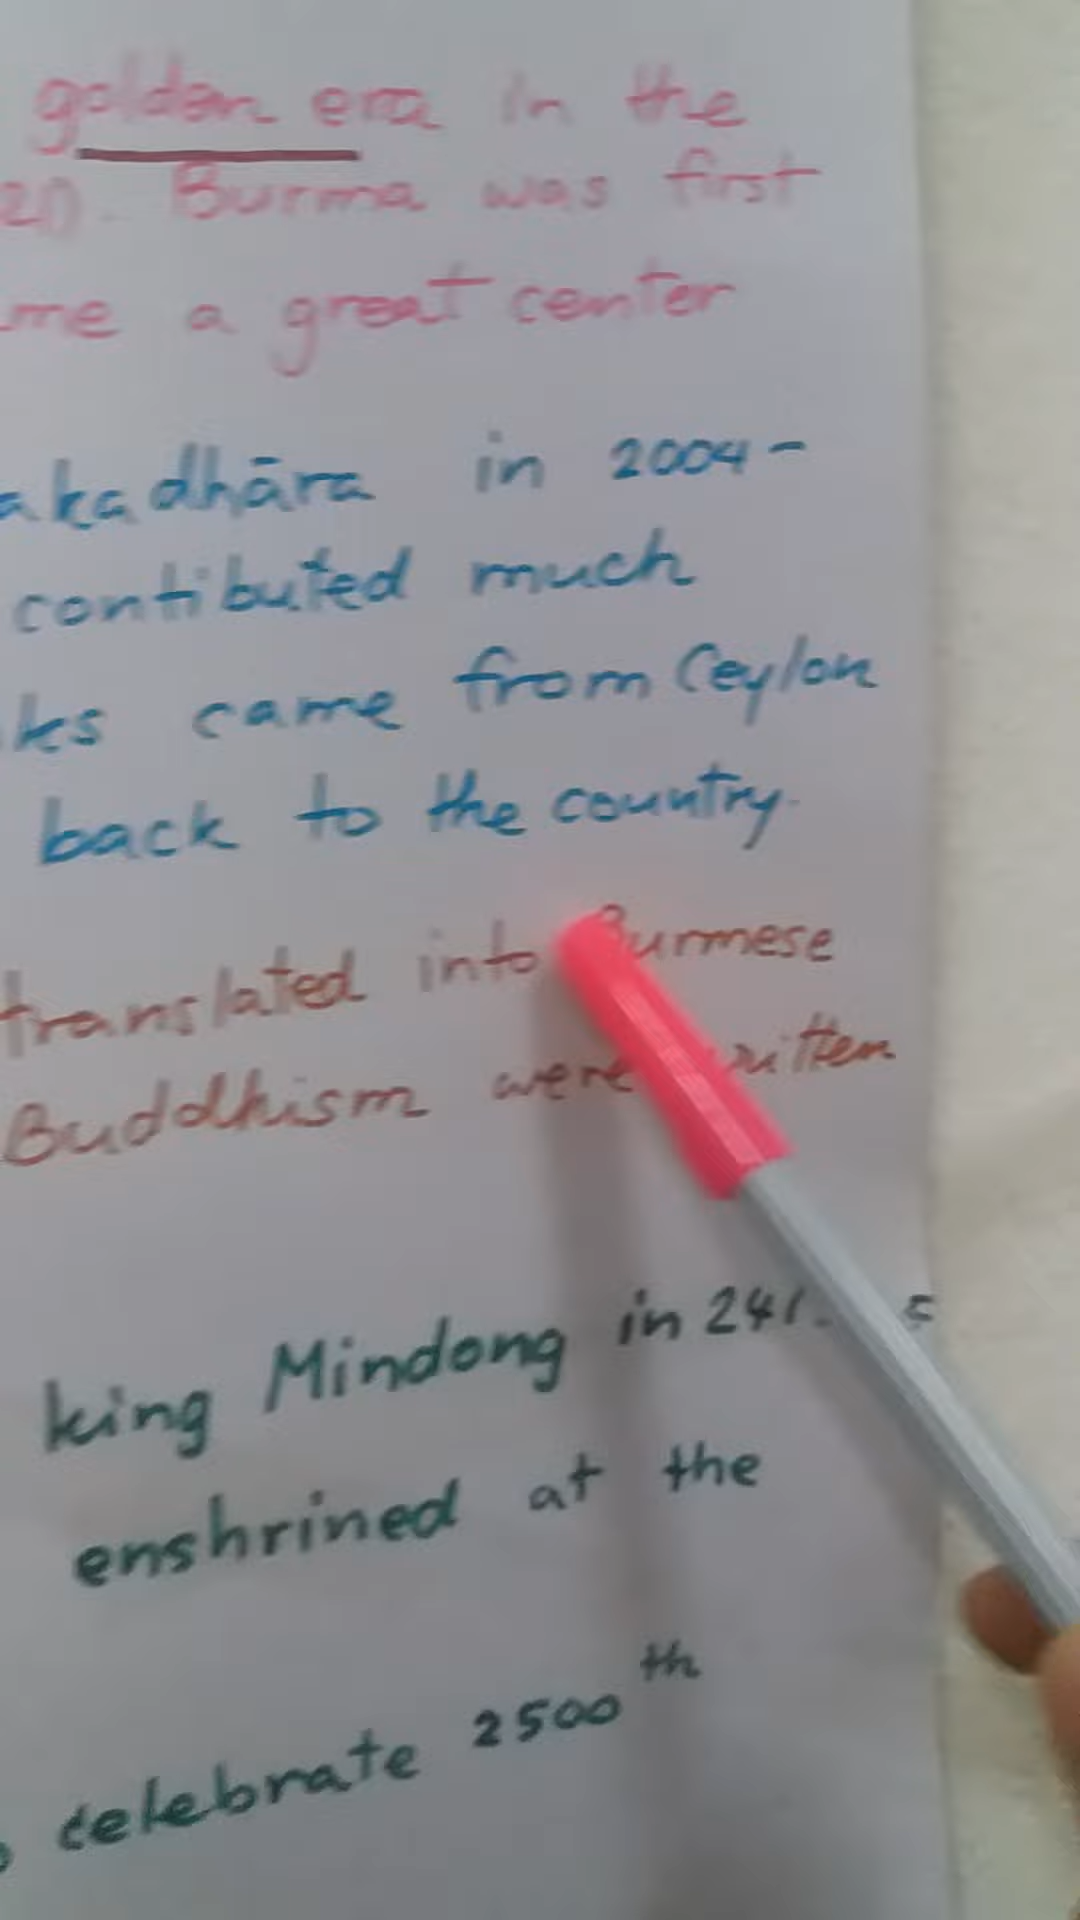 golden era in the
Burma was first
me a great center
akadhāra in 2004-
contibuted much
ks came from Ceylon
back to the country.
translated into Burmese
Buddhism were written
king Mindong in 241
enshrined at the
celebrate 2500th